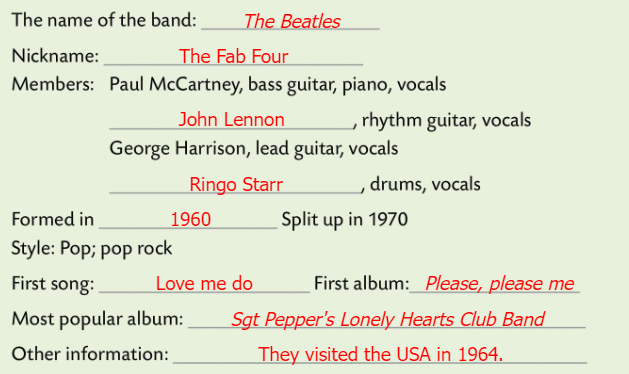 The name of the band: The Beatles
Nickname: The Fab Four
Members: Paul McCartney, bass guitar, piano, vocals
John Lennon, rhythm guitar, vocals
George Harrison, lead guitar, vocals
Ringo Starr, drums, vocals
Formed in 1960 Split up in 1970
Style: Pop; pop rock
First song: Love me do First album: Please, please me
Most popular album: Sgt Pepper's Lonely Hearts Club Band
Other information: They visited the USA in 1964.